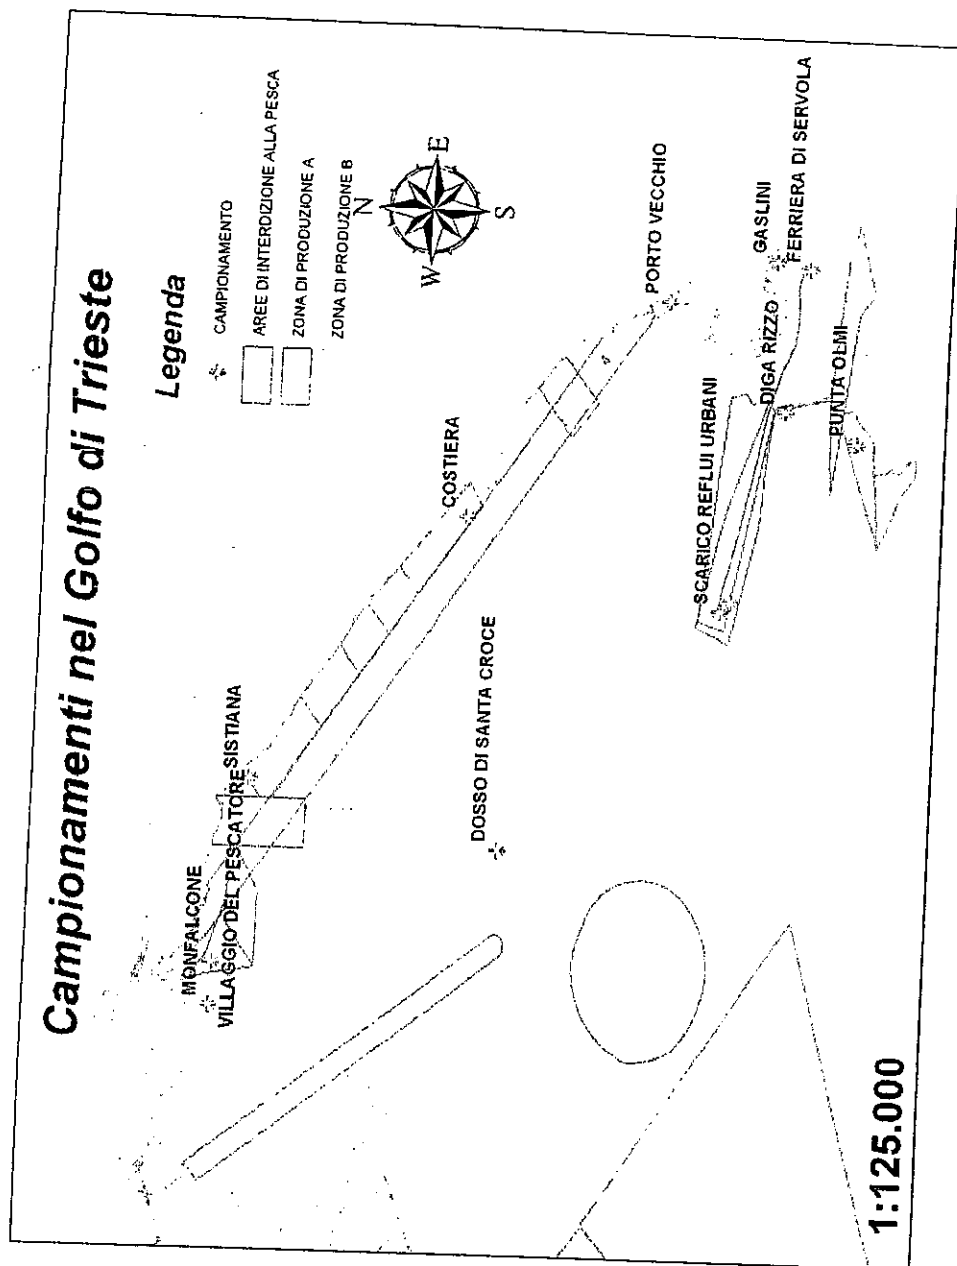 Campionamenti nel Golfo di Trieste
Legenda
CAMPIONAMENTO
AREE DI INTERDIZIONE ALLA PESCA
ZONA DI PRODUZIONE A
ZONA DI PRODUZIONE B
N
W
E
S
MONFALCONE
VILLAGGIO DEL PESCATORE
SISTIANA
COSTIERA
DOSSO DI SANTA CROCE
PORTO VECCHIO
SCARICO REFLUI URBANI
DIGA RIZZO
GASLINI
FERRIERA DI SERVOLA
PUNTA OLMI
1:125.000